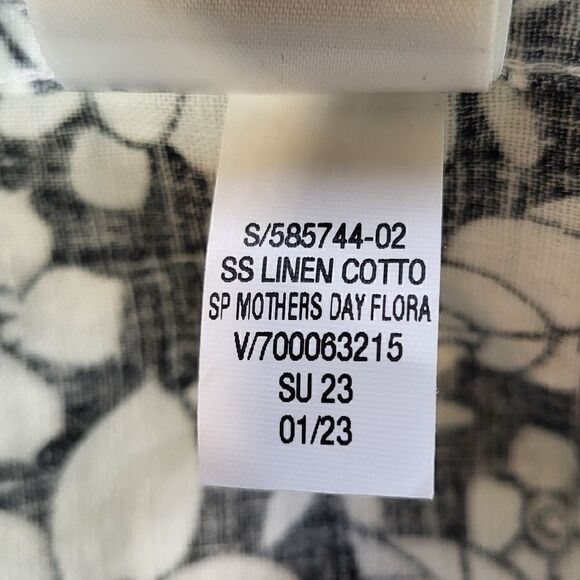 S/585744-02
SS LINEN COTTO
SP MOTHERS DAY FLORA
V/700063215
SU 23
01/23